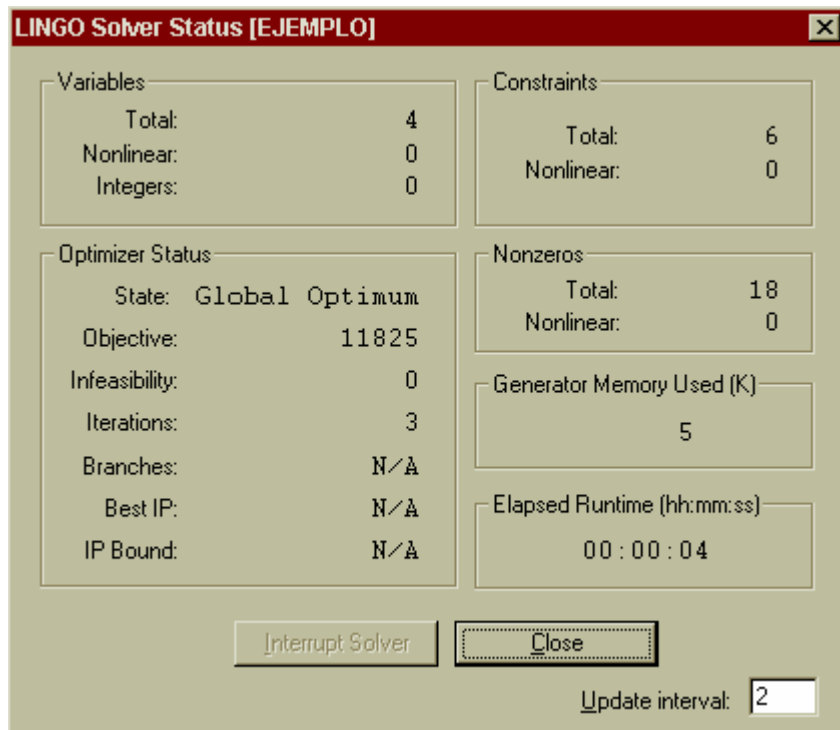 LINGO Solver Status [EJEMPLO]
Variables
Total: 4
Nonlinear: 0
Integers: 0
Constraints
Total: 6
Nonlinear: 0
Optimizer Status
State: Global Optimum
Objective: 11825
Infeasibility: 0
Iterations: 3
Branches: N/A
Best IP: N/A
IP Bound: N/A
Nonzeros
Total: 18
Nonlinear: 0
Generator Memory Used (K)
5
Elapsed Runtime (hh:mm:ss)
00:00:04
Interrupt Solver
Close
Update interval: 2